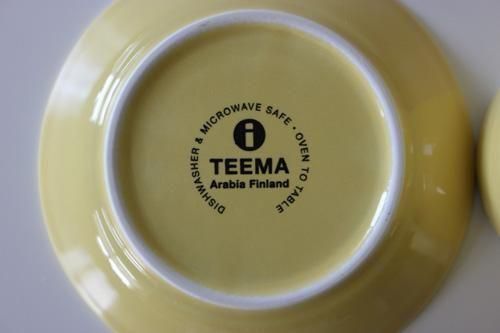 DISHWASHER & MICROWAVE SAFE • OVEN TO TABLE
i
TEEMA
Arabia Finland